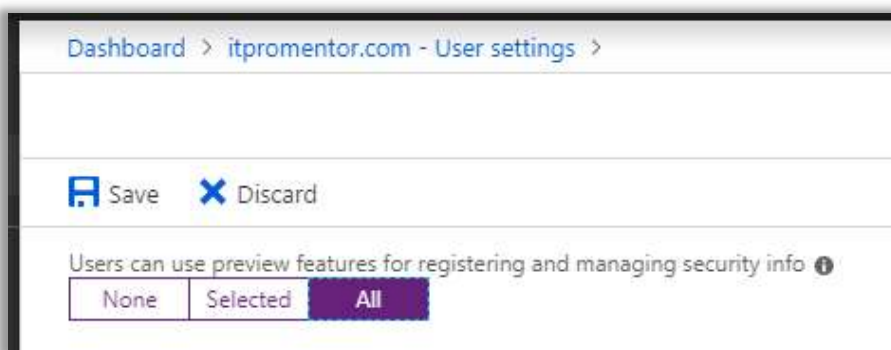 Dashboard > itpromentor.com - User settings >
Save Discard
Users can use preview features for registering and managing security info
None Selected All